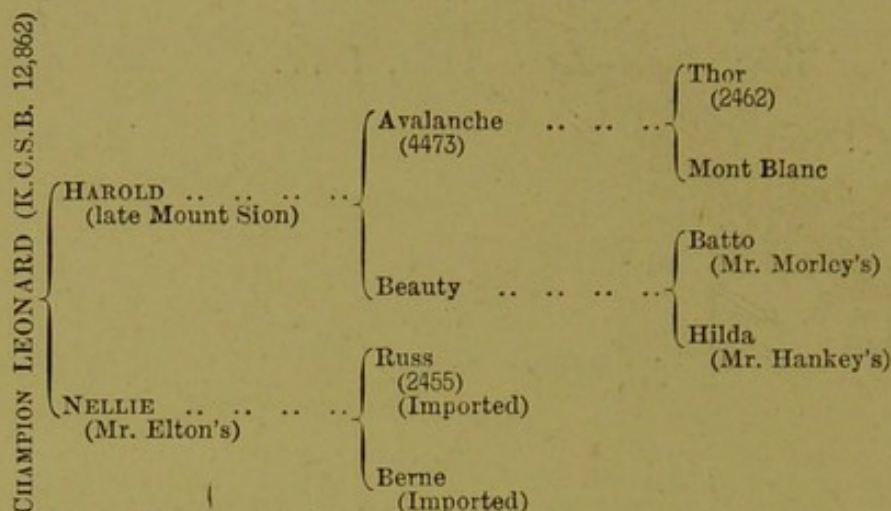 CHAMPION LEONARD (K.C.S.B. 12,862)
HAROLD .. .. .. ..
(late Mount Sion)
Avalanche .. .. ..
(4473)
Thor
(2462)
Mont Blanc
Beauty .. .. .. ..
Batto
(Mr. Morley's)
Hilda
(Mr. Hankey's)
NELLIE .. .. .. ..
(Mr. Elton's)
Russ
(2455)
(Imported)
Berne
(Imported)